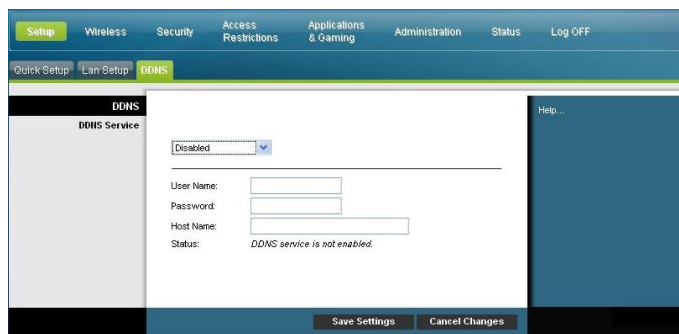 Setup Wireless Security Access Restrictions Applications & Gaming Administration Status Log OFF
Quick Setup Lan Setup DDNS
DDNS
Help...
DDNS Service
Disabled
User Name:
Password:
Host Name:
Status: DDNS service is not enabled.
Save Settings Cancel Changes